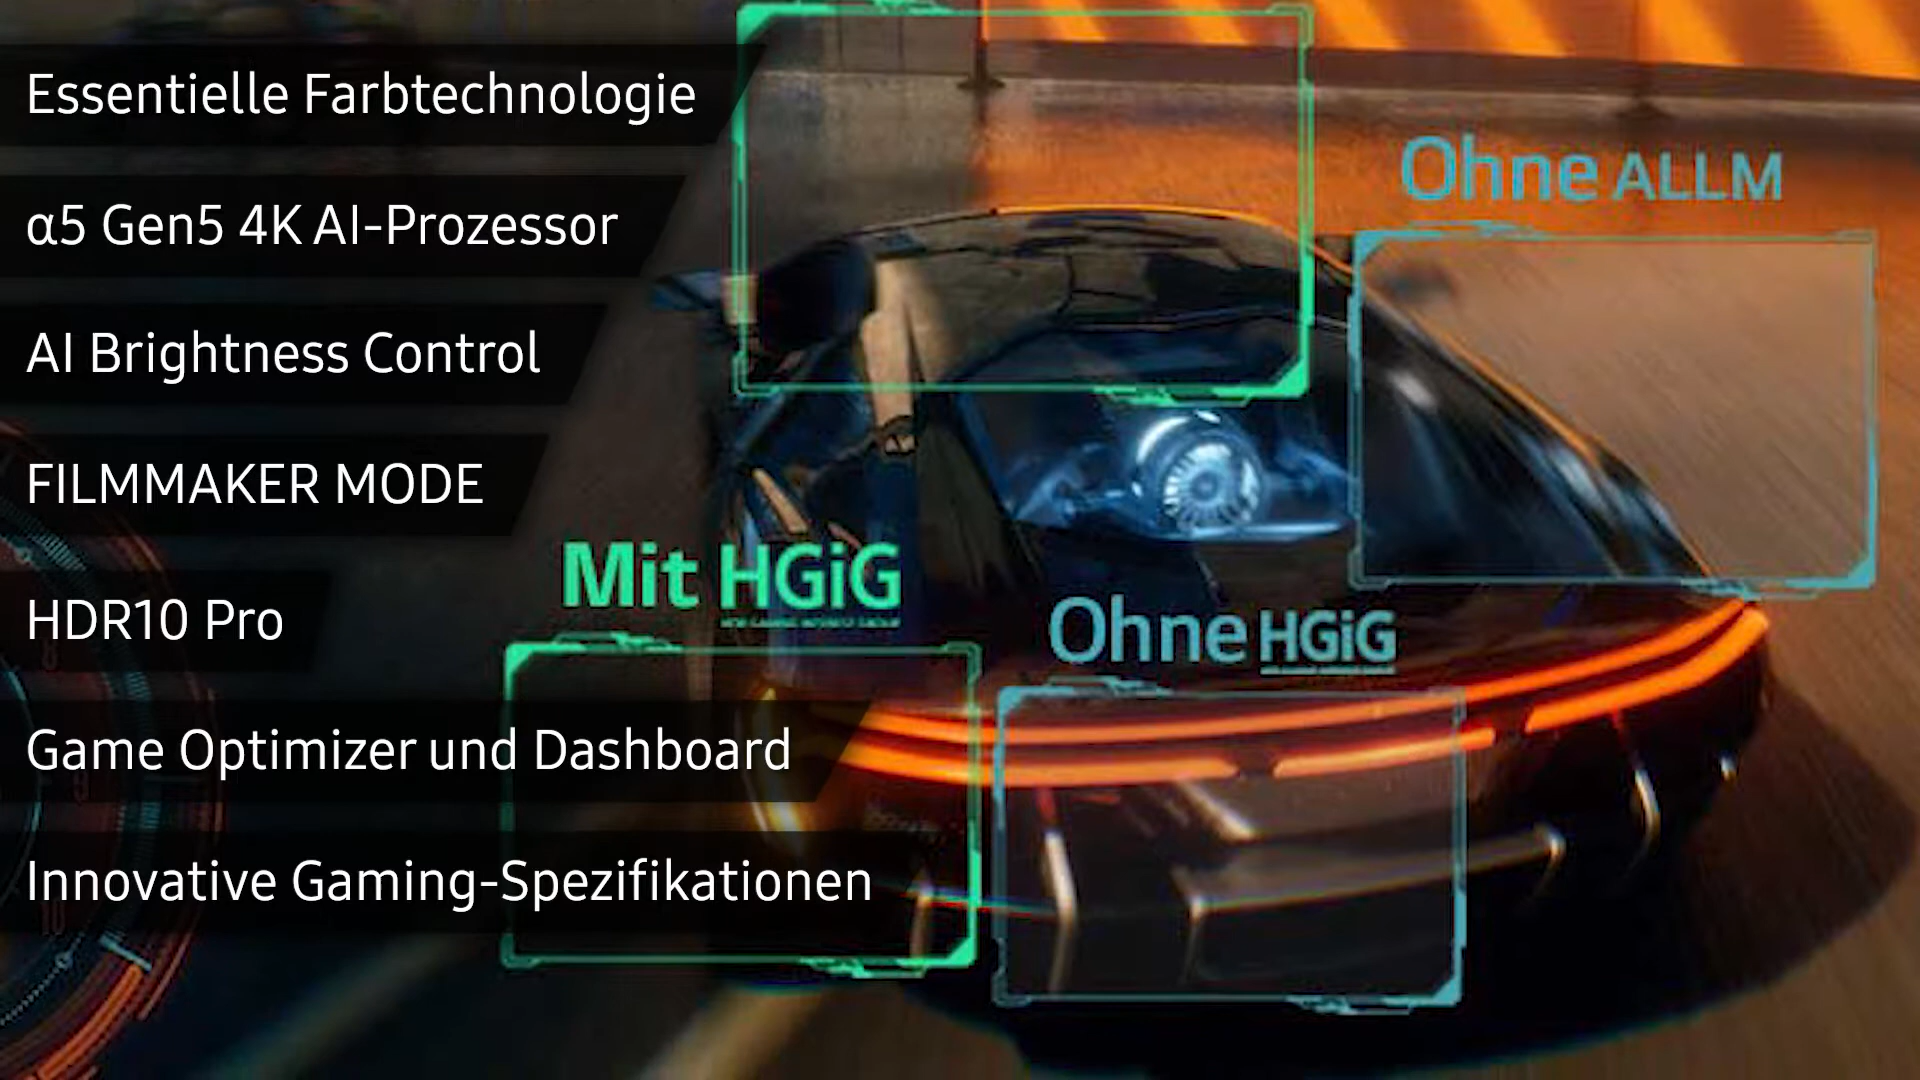 Essentielle Farbtechnologie
α5 Gen5 4K AI-Prozessor
AI Brightness Control
FILMMAKER MODE
HDR10 Pro
Game Optimizer und Dashboard
Innovative Gaming-Spezifikationen
Ohne ALLM
Mit HGiG
Ohne HGiG